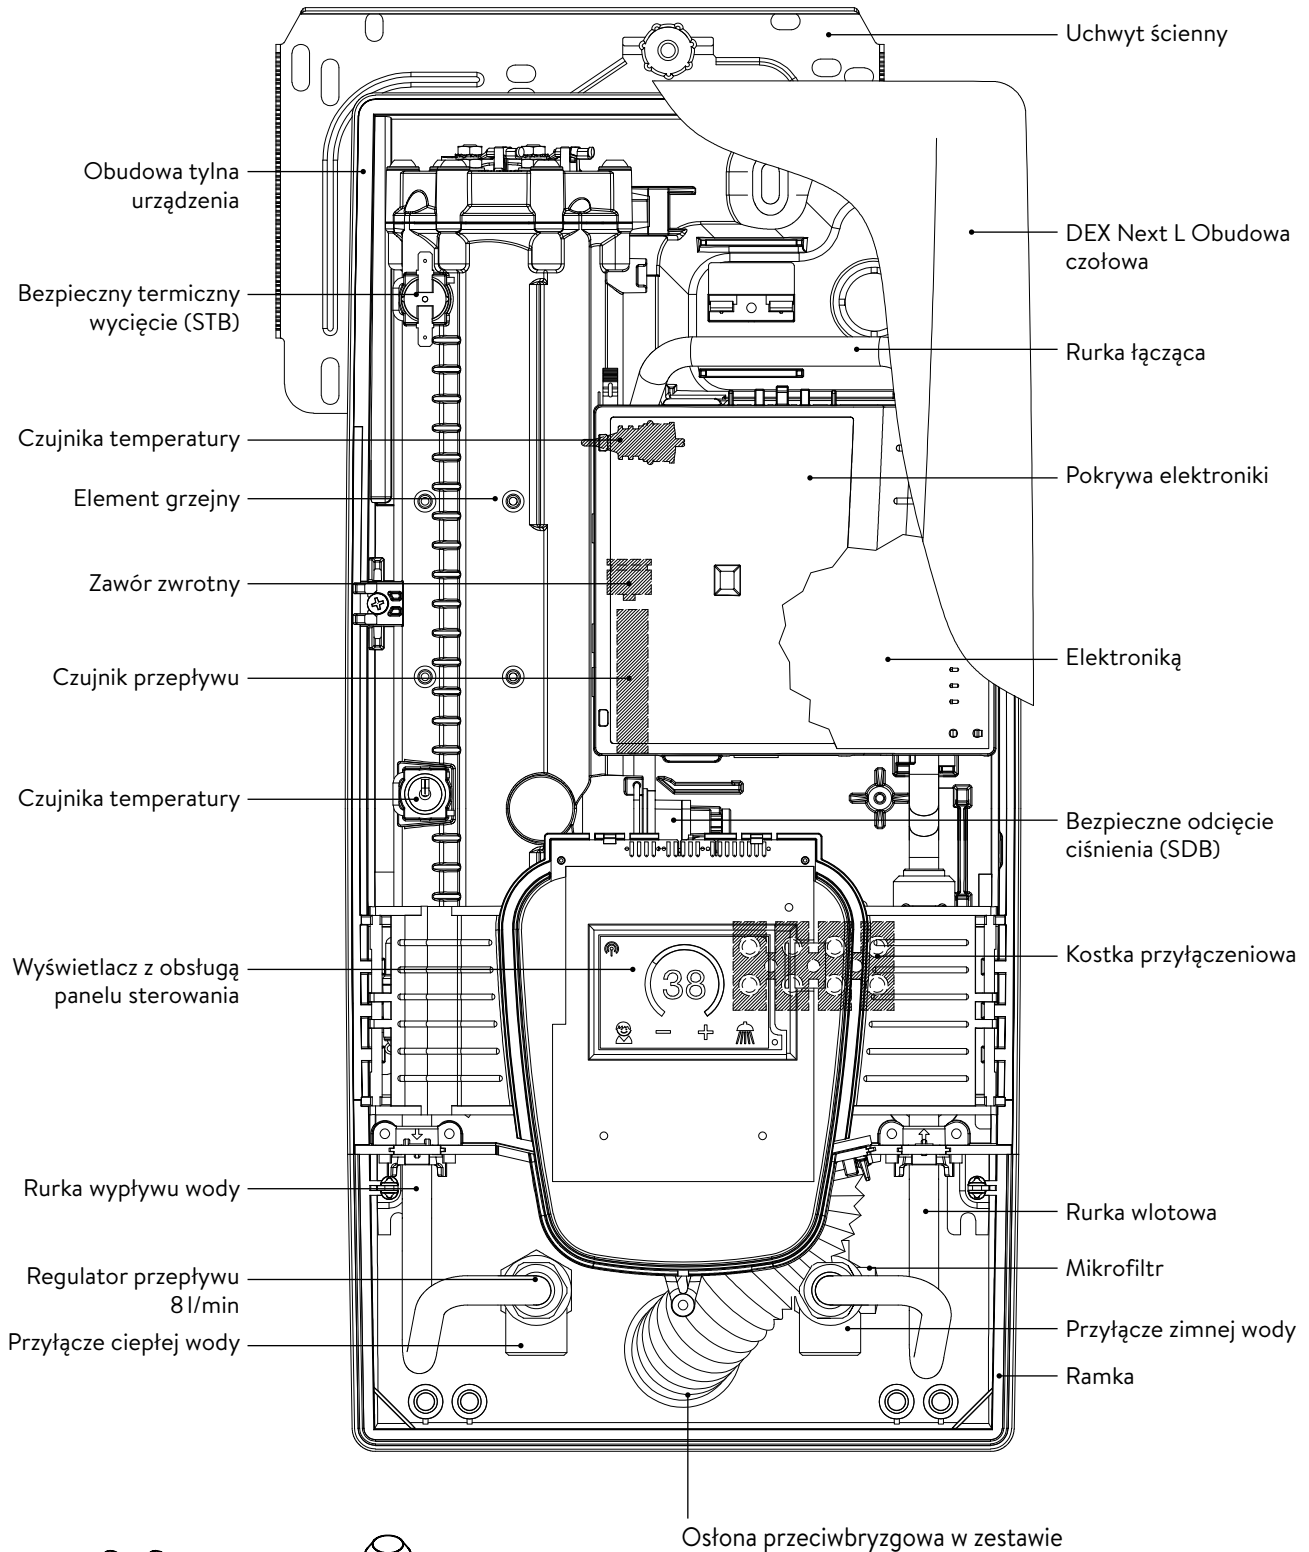 Uchwyt ścienny
Obudowa tylna
urządzenia
DEX Next L Obudowa
czołowa
Bezpieczny termiczny
wycięcie (STB)
Rurka łącząca
Czujnika temperatury
Pokrywa elektroniki
Element grzejny
Zawór zwrotny
Elektroniką
Czujnik przepływu
Czujnika temperatury
Bezpieczne odcięcie
ciśnienia (SDB)
Kostka przyłączeniowa
Wyświetlacz z obsługą
panelu sterowania
38
Rurka wypływu wody
Rurka wlotowa
Regulator przepływu
8 l/min
Mikrofiltr
Przyłącze ciepłej wody
Przyłącze zimnej wody
Ramka
Osłona przeciwbryzgowa w zestawie